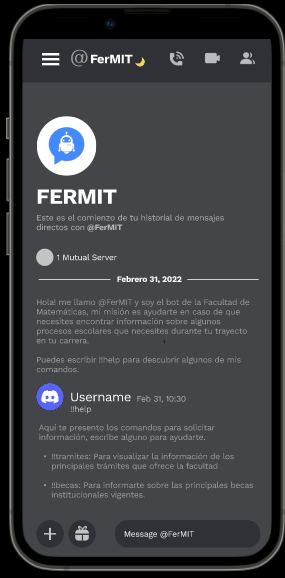 @ FerMIT
FERMIT
Este es el comienzo de tu historial de mensajes
directos con @FerMIT
1 Mutual Server
Febrero 31, 2022
Hola! me llamo @FerMIT y soy el bot de la Facultad de
Matemáticas, mi misión es ayudarte en caso de que
necesites encontrar información sobre algunos
procesos escolares que necesites durante tu trayecto
en tu carrera.
Puedes escribir !!help para descubrir algunos de mis
comandos.
Username Feb 31, 10:30
!!help
Aqui te presento los comandos para solicitar
información, escribe alguno para ayudarte.
• !!tramites: Para visualizar la información de los
principales trámites que ofrece la facultad
• !!becas: Para informarte sobre las principales becas
institucionales vigentes.
Message @FerMIT